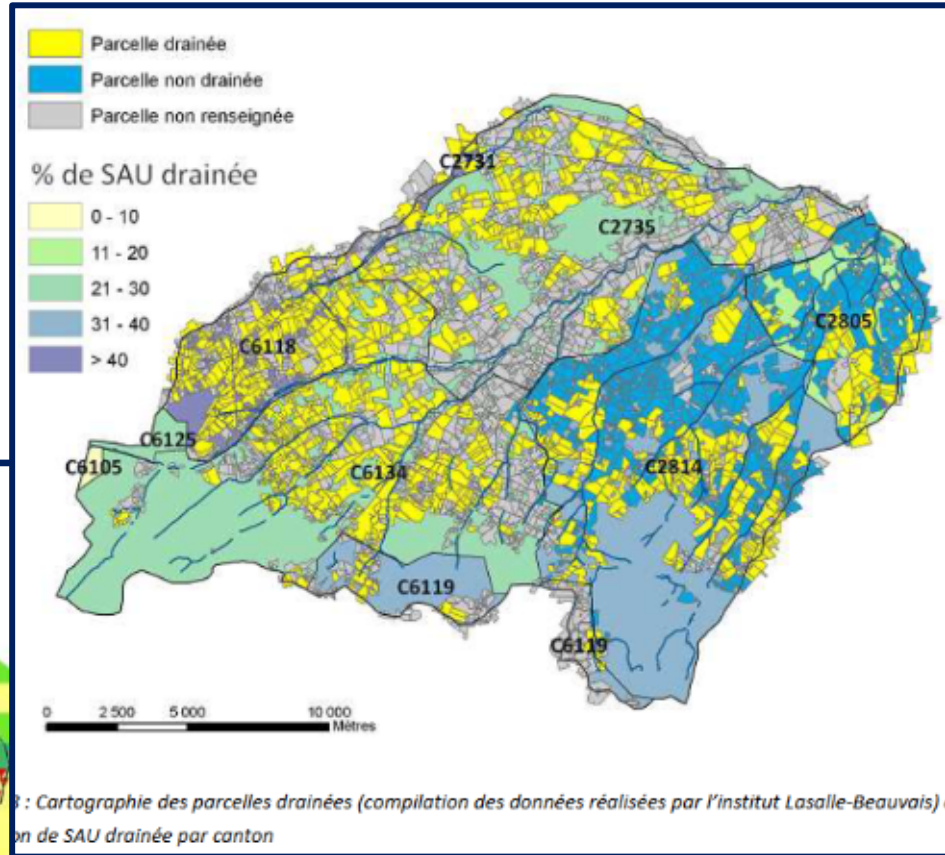 Parcelle drainée
Parcelle non drainée
Parcelle non renseignée
% de SAU drainée
0 - 10
11 - 20
21 - 30
31 - 40
> 40
C2731
C2735
C2805
C6118
C6125
C6105
C6134
C2814
C6119
C6119
0 2 500 5 000 10 000
Mètres
: Cartographie des parcelles drainées (compilation des données réalisées par l'institut Lasalle-Beauvais)
de SAU drainée par canton